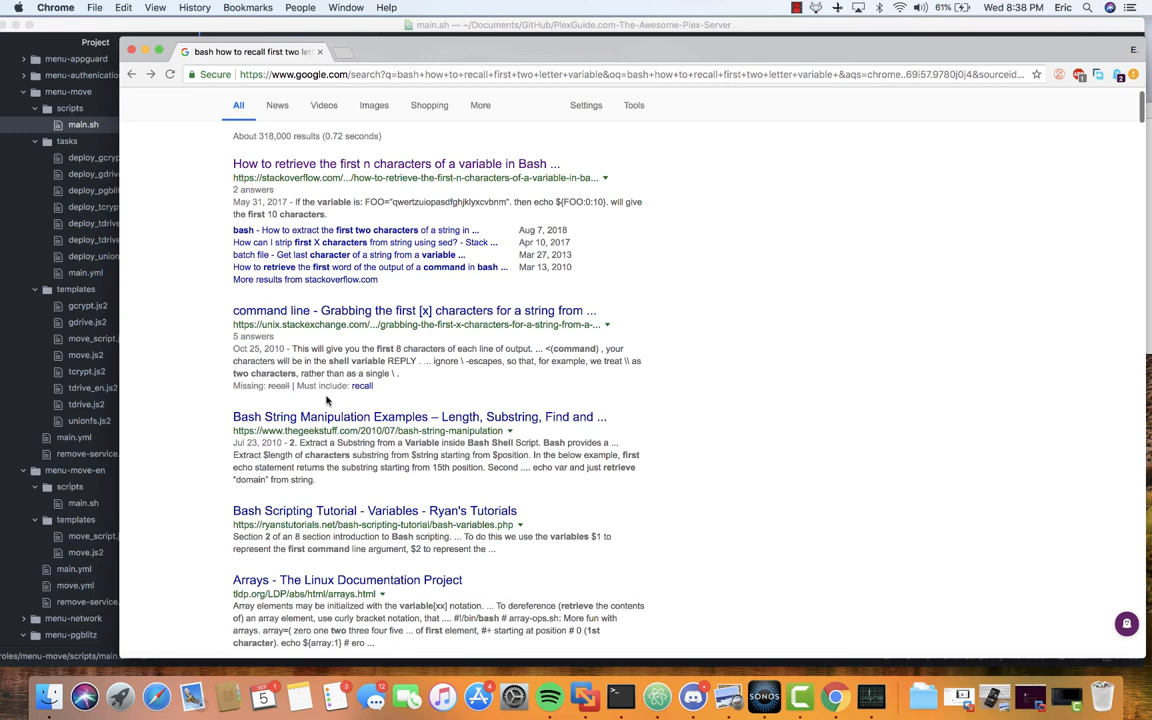 Chrome File Edit View History Bookmarks People Window Help 61% Wed 8:38 PM Eric
main.sh — ~/Documents/GitHub/PlexGuide.com-The-Awesome-Plex-Server
Project
menu-appguard
menu-authentication
menu-move
scripts
main.sh
tasks
deploy_gcryp
deploy_gdriv
deploy_pgblit
deploy_tcryp
deploy_tdrive
deploy_tdrive
deploy_union
main.yml
templates
gcrypt.js2
gdrive.js2
move_script.
move.js2
tcrypt.js2
tdrive_en.js2
tdrive.js2
unionfs.js2
main.yml
remove-service.
menu-move-en
scripts
main.sh
templates
move_script.
move.js2
main.yml
move.yml
remove-service.
menu-network
menu-pgblitz
roles/menu-move/scripts/main.
bash how to recall first two let
E.
Secure https://www.google.com/search?q=bash+how+to+recall+first+two+letter+variable&oq=bash+how+to+recall+first+two+letter+variable+&aqs=chrome..69i57.9780j0j4&sourceid...
All News Videos Images Shopping More Settings Tools
About 318,000 results (0.72 seconds)
How to retrieve the first n characters of a variable in Bash ...
https://stackoverflow.com/.../how-to-retrieve-the-first-n-characters-of-a-variable-in-ba...
2 answers
May 31, 2017 - If the variable is: FOO="qwertzuiopasdfghjklyxcvbnm". then echo ${FOO:0:10}. will give
the first 10 characters.
bash - How to extract the first two characters of a string in ... Aug 7, 2018
How can I strip first X characters from string using sed? - Stack ... Apr 10, 2017
batch file - Get last character of a string from a variable ... Mar 27, 2013
How to retrieve the first word of the output of a command in bash ... Mar 13, 2010
More results from stackoverflow.com
command line - Grabbing the first [x] characters for a string from ...
https://unix.stackexchange.com/.../grabbing-the-first-x-characters-for-a-string-from-a-...
5 answers
Oct 25, 2010 - This will give you the first 8 characters of each line of output. ... <(command) , your
characters will be in the shell variable REPLY . ... ignore \ -escapes, so that, for example, we treat \\ as
two characters, rather than as a single \ .
Missing: recall | Must include: recall
Bash String Manipulation Examples – Length, Substring, Find and ...
https://www.thegeekstuff.com/2010/07/bash-string-manipulation
Jul 23, 2010 - 2. Extract a Substring from a Variable inside Bash Shell Script. Bash provides a ...
Extract $length of characters substring from $string starting from $position. In the below example, first
echo statement returns the substring starting from 15th position. Second .... echo var and just retrieve
"domain" from string.
Bash Scripting Tutorial - Variables - Ryan's Tutorials
https://ryanstutorials.net/bash-scripting-tutorial/bash-variables.php
Section 2 of an 8 section introduction to Bash scripting. ... To do this we use the variables $1 to
represent the first command line argument, $2 to represent the ...
Arrays - The Linux Documentation Project
tldp.org/LDP/abs/html/arrays.html
Array elements may be initialized with the variable[xx] notation. ... To dereference (retrieve the contents
of) an array element, use curly bracket notation, that .... #!/bin/bash # array-ops.sh: More fun with
arrays. array=( zero one two three four five ... of first element, #+ starting at position # 0 (1st
character). echo ${array:1} # ero ...
5
SONOS